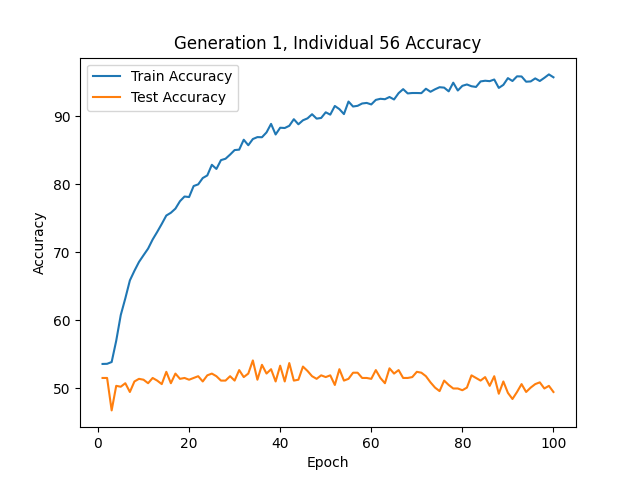 Generation 1, Individual 56 Accuracy
Train Accuracy
Test Accuracy
Accuracy
90
80
70
60
50
0 20 40 60 80 100
Epoch